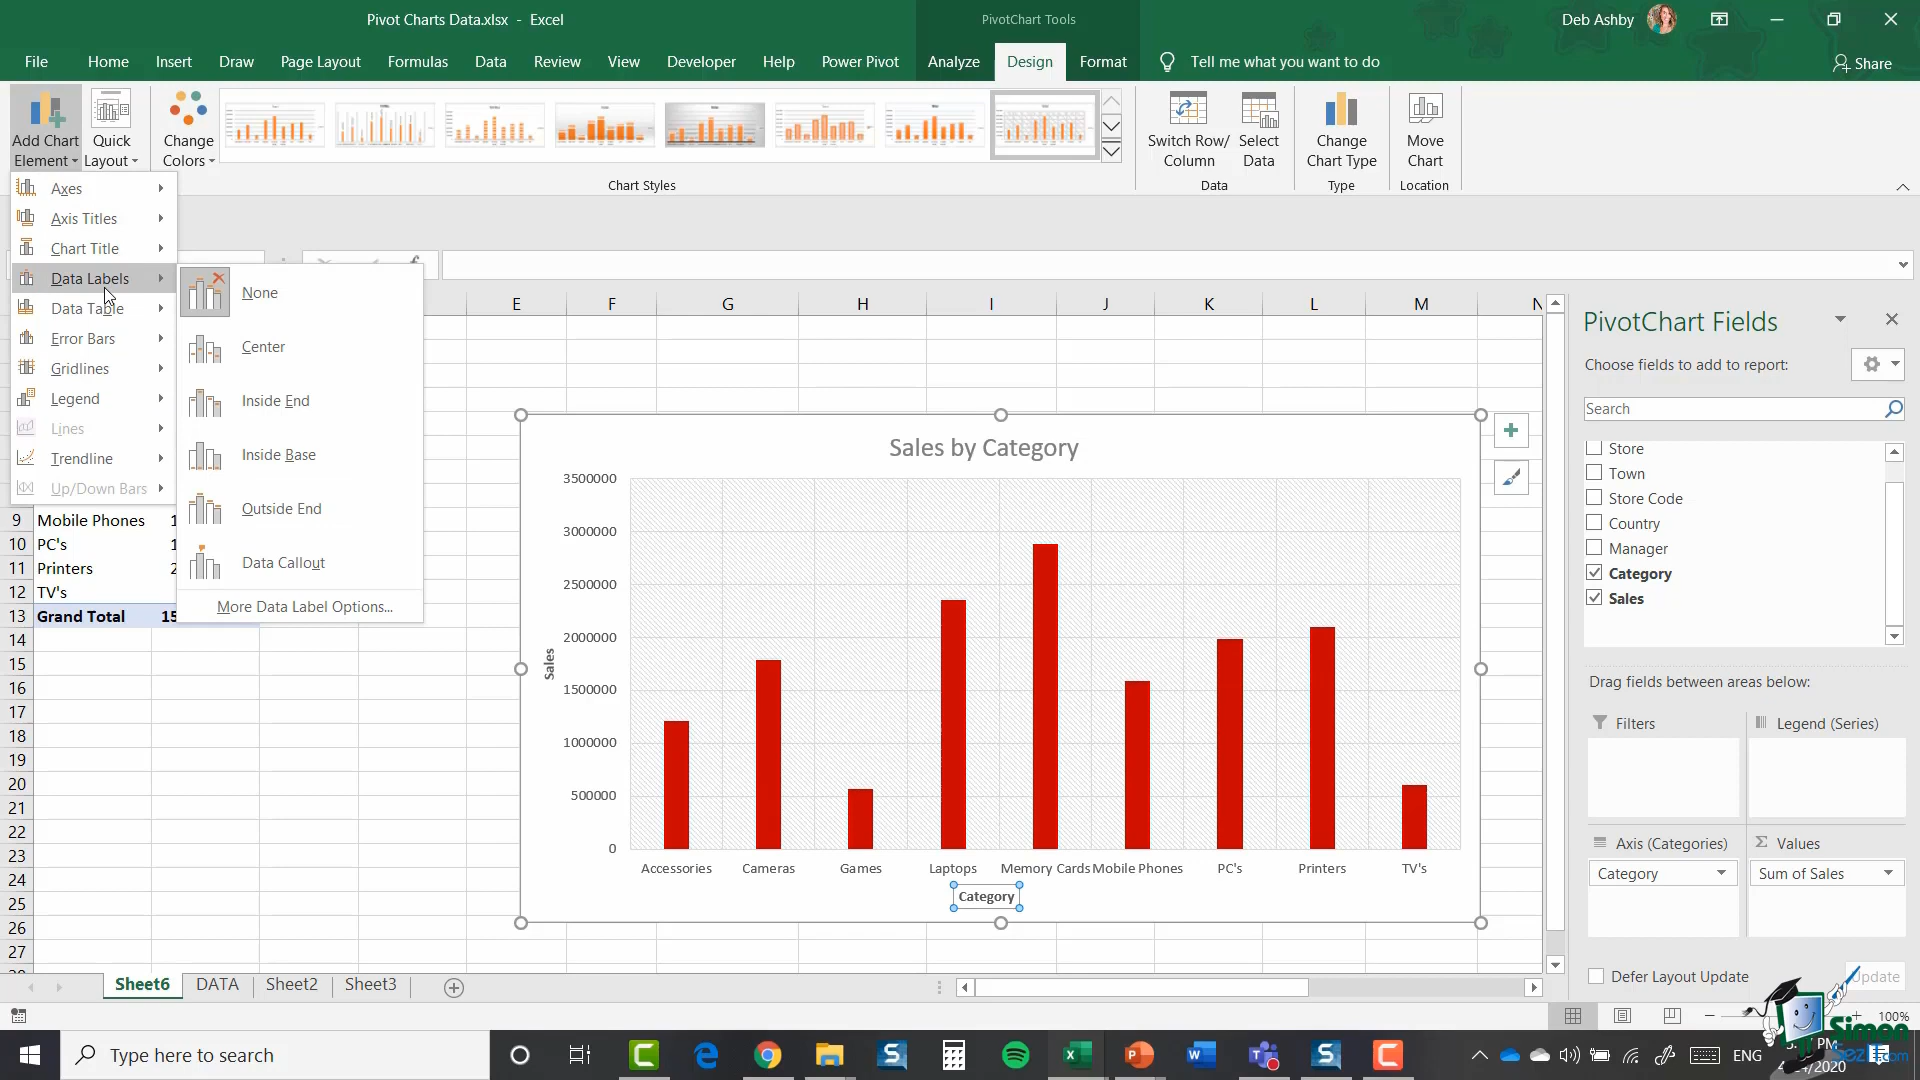 Pivot Charts Data.xlsx - Excel
PivotChart Tools
Deb Ashby
File Home Insert Draw Page Layout Formulas Data Review View Developer Help Power Pivot Analyze Design Format Tell me what you want to do Share
Add Chart Element
Quick Layout
Change Colors
Chart Styles
Switch Row/ Column
Select Data
Data
Change Chart Type
Type
Move Chart
Location
Axes
Axis Titles
Chart Title
Data Labels
Data Table
Error Bars
Gridlines
Legend
Lines
Trendline
Up/Down Bars
None
Center
Inside End
Inside Base
Outside End
Data Callout
More Data Label Options...
E F G H I J K L M N
9 Mobile Phones 1
10 PC's 1
11 Printers 2
12 TV's
13 Grand Total 15
14
15
16
17
18
19
20
21
22
23
24
25
26
27
Sales by Category
3500000
3000000
2500000
2000000
1500000
1000000
500000
0
Sales
Accessories Cameras Games Laptops Memory Cards Mobile Phones PC's Printers TV's
Category
PivotChart Fields
Choose fields to add to report:
Search
Store
Town
Store Code
Country
Manager
Category
Sales
Drag fields between areas below:
Filters
Legend (Series)
Axis (Categories)
Values
Category
Sum of Sales
Defer Layout Update
Update
Sheet6 DATA Sheet2 Sheet3
100%
Type here to search
ENG
Simon
SezIT.com